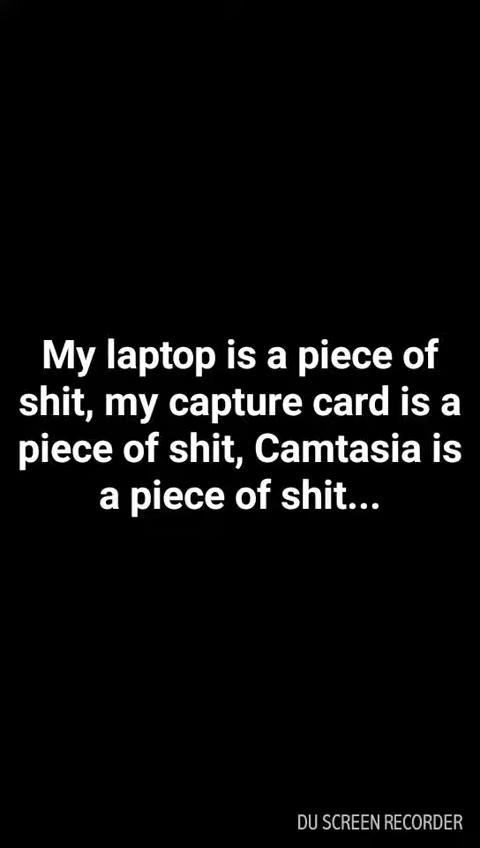 My laptop is a piece of
shit, my capture card is a
piece of shit, Camtasia is
a piece of shit...
DU SCREEN RECORDER